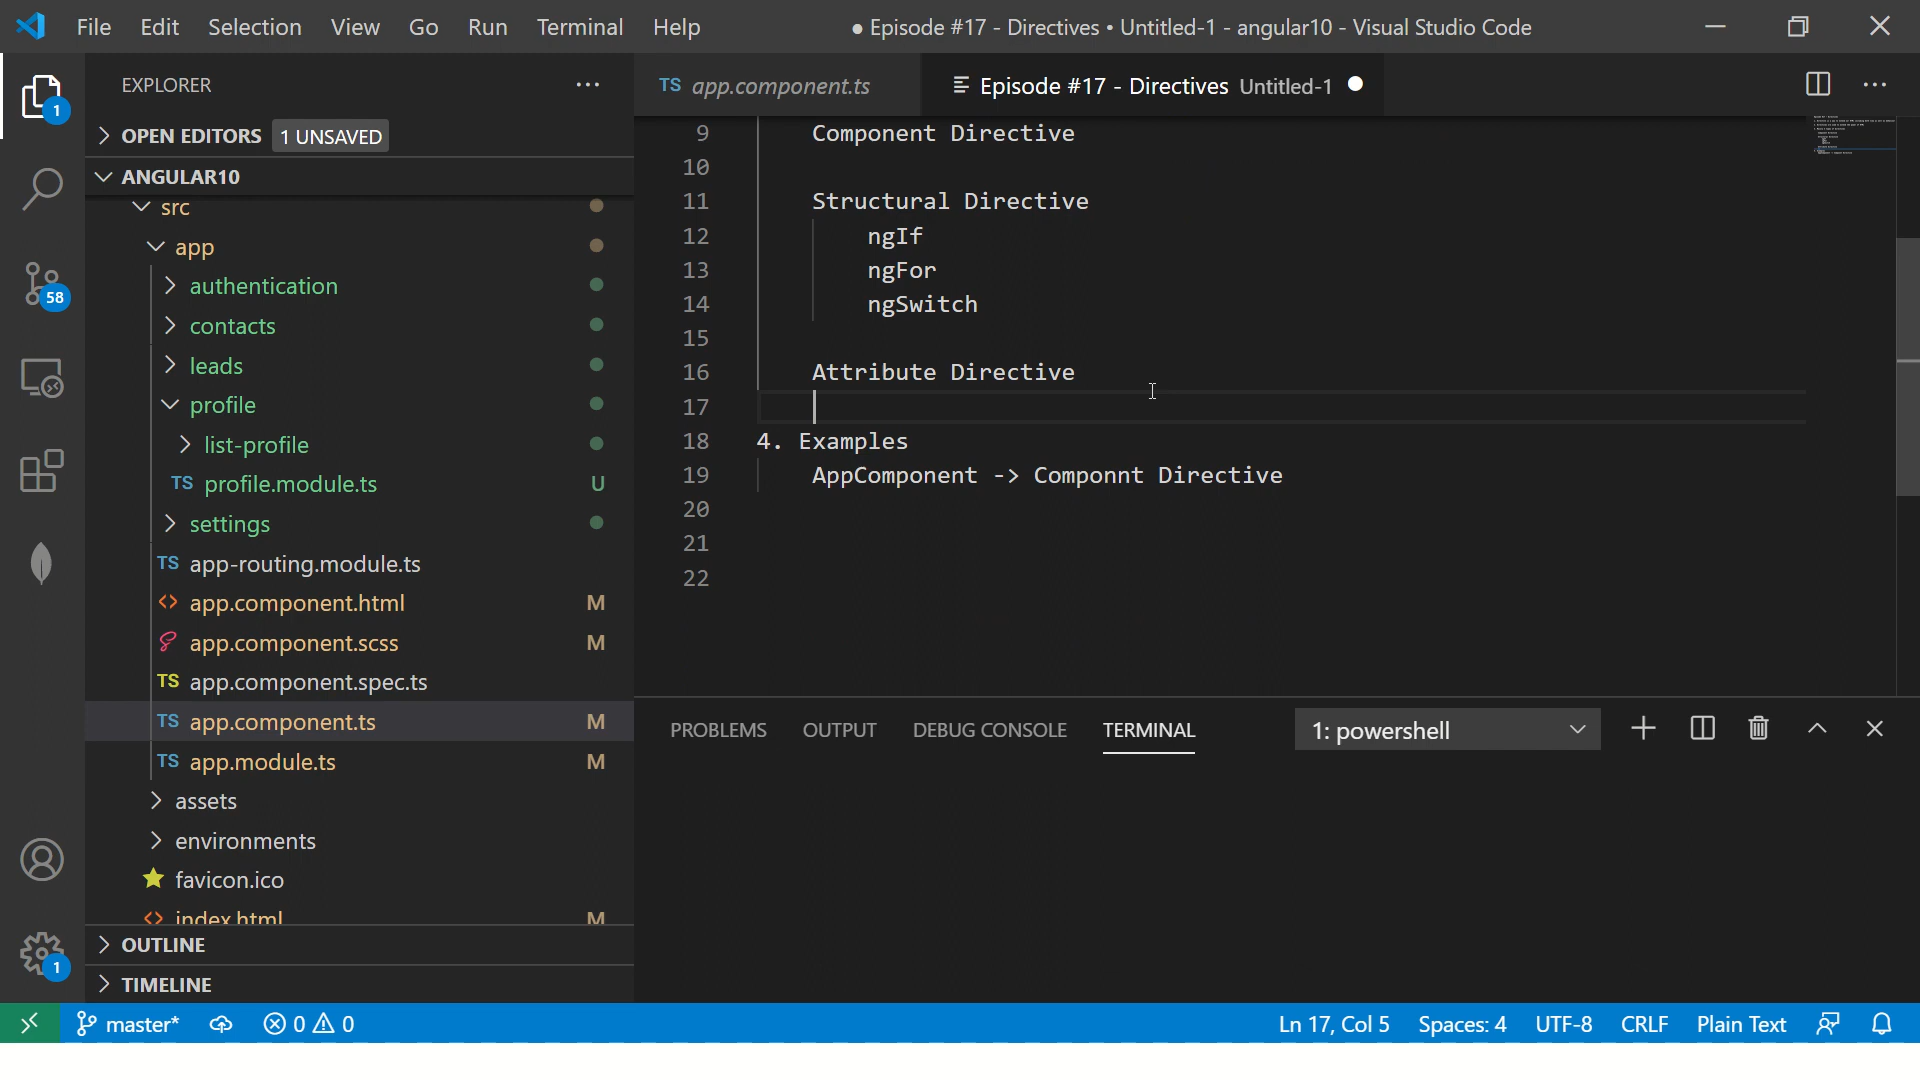 File Edit Selection View Go Run Terminal Help ● Episode #17 - Directives • Untitled-1 - angular10 - Visual Studio Code
EXPLORER ···
OPEN EDITORS 1 UNSAVED
ANGULAR10
src
app
authentication
contacts
leads
profile
list-profile
TS profile.module.ts U
settings
TS app-routing.module.ts
<> app.component.html M
app.component.scss M
TS app.component.spec.ts
TS app.component.ts M
TS app.module.ts M
assets
environments
favicon.ico
<> index.html M
OUTLINE
TIMELINE
1
58
1
TS app.component.ts Episode #17 - Directives Untitled-1 ●
9 Component Directive
10
11 Structural Directive
12 ngIf
13 ngFor
14 ngSwitch
15
16 Attribute Directive
17
18 4. Examples
19 AppComponent -> Componnt Directive
20
21
22
PROBLEMS OUTPUT DEBUG CONSOLE TERMINAL 1: powershell
master* 0 0 Ln 17, Col 5 Spaces: 4 UTF-8 CRLF Plain Text